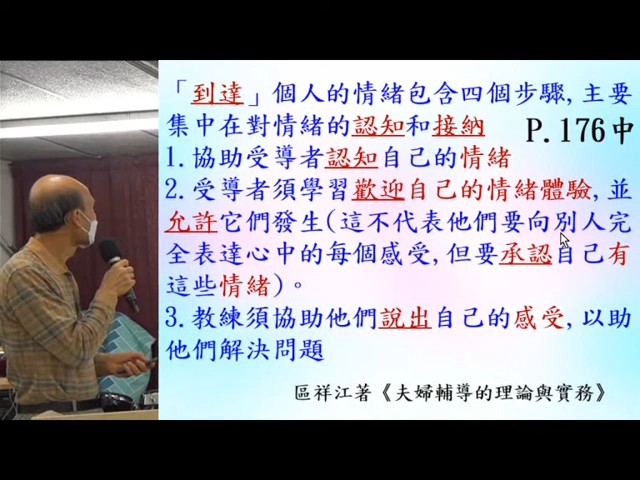 「到達」個人的情緒包含四個步驟,主要
集中在對情緒的認知和接納
P.176中
1.協助受導者認知自己的情緒
2.受導者須學習歡迎自己的情緒體驗,並
允許它們發生(這不代表他們要向別人完
全表達心中的每個感受,但要承認自己有
這些情緒)。
3.教練須協助他們說出自己的感受,以助
他們解決問題
區祥江著《夫婦輔導的理論與實務》